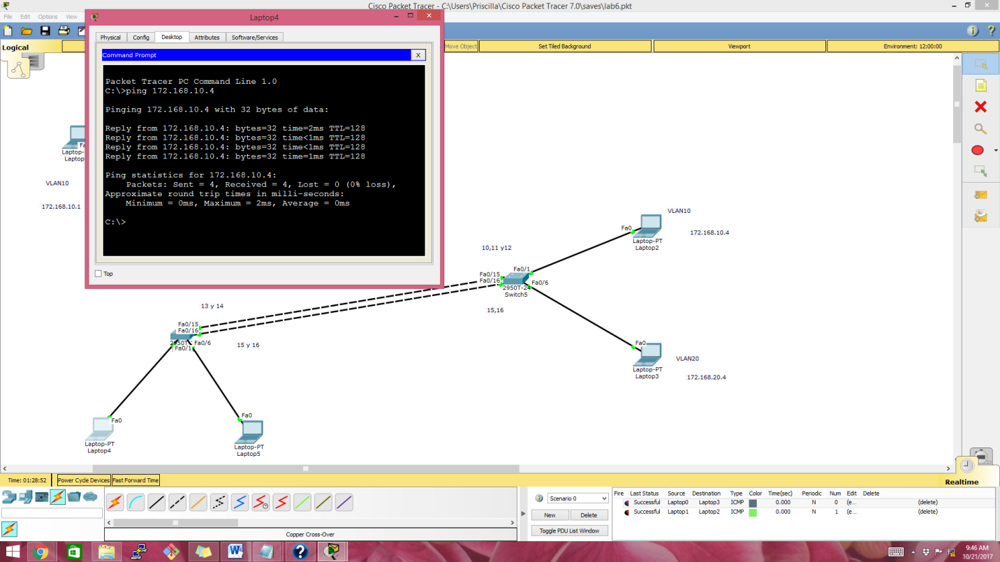 Cisco Packet Tracer - C:\Users\Priscilla\Cisco Packet Tracer 7.0\saves\lab6.pkt
File Edit Options View
Logical
Move Object
Set Tiled Background
Viewport
Environment: 12:00:00
Laptop4
Physical Config Desktop Attributes Software/Services
Command Prompt
X
Packet Tracer PC Command Line 1.0
C:\>ping 172.168.10.4
Pinging 172.168.10.4 with 32 bytes of data:
Reply from 172.168.10.4: bytes=32 time=2ms TTL=128
Reply from 172.168.10.4: bytes=32 time<1ms TTL=128
Reply from 172.168.10.4: bytes=32 time<1ms TTL=128
Reply from 172.168.10.4: bytes=32 time=1ms TTL=128
Ping statistics for 172.168.10.4:
Packets: Sent = 4, Received = 4, Lost = 0 (0% loss),
Approximate round trip times in milli-seconds:
Minimum = 0ms, Maximum = 2ms, Average = 0ms
C:\>
Top
Fa
Laptop-
Laptop
VLAN10
172.168.10.1
VLAN10
Fa0
172.168.10.4
Laptop-PT
Laptop2
10,11 y12
Fa0/1
Fa0/15
Fa0/16
Fa0/6
2950T-24
Switch5
15,16
13 y 14
Fa0/15
Fa0/16
Fa0/6
Fa0/1
15 y 16
Fa0
VLAN20
Laptop-PT
Laptop3
172.168.20.4
Fa0
Laptop-PT
Laptop4
Fa0
Laptop-PT
Laptop5
Time: 01:28:52
Power Cycle Devices
Fast Forward Time
Realtime
Scenario 0
New
Delete
Toggle PDU List Window
Copper Cross-Over
Fire Last Status Source Destination Type Color Time(sec) Periodic Num Edit Delete
Successful Laptop0 Laptop3 ICMP 0.000 N 0 (e... (delete)
Successful Laptop1 Laptop2 ICMP 0.000 N 1 (e... (delete)
9:46 AM
10/21/2017